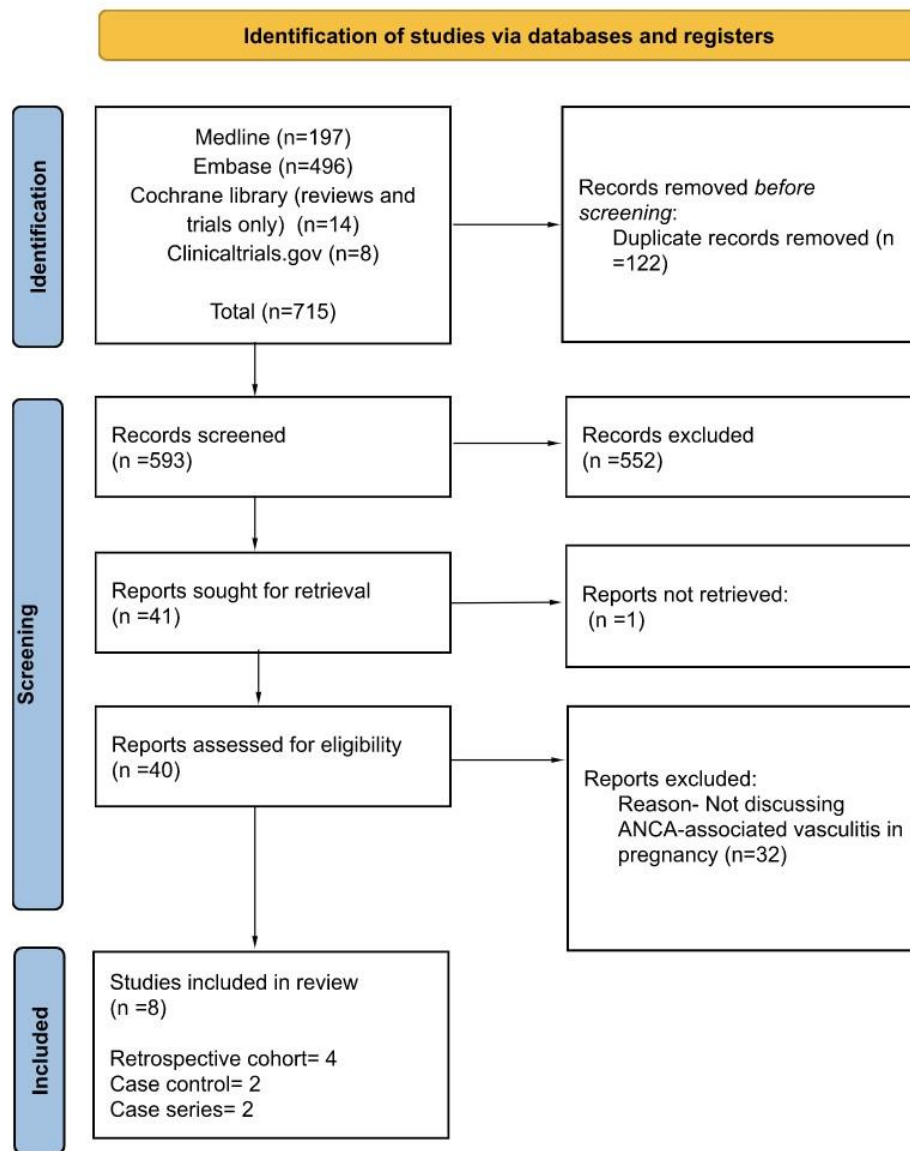 Identification of studies via databases and registers
Identification
Medline (n=197)
Embase (n=496)
Cochrane library (reviews and
trials only)  (n=14)
Clinicaltrials.gov (n=8)
Total (n=715)
Records removed before
screening:
Duplicate records removed (n
=122)
Screening
Records screened
(n =593)
Records excluded
(n =552)
Reports sought for retrieval
(n =41)
Reports not retrieved:
(n =1)
Reports assessed for eligibility
(n =40)
Reports excluded:
Reason- Not discussing
ANCA-associated vasculitis in
pregnancy (n=32)
Included
Studies included in review
(n =8)
Retrospective cohort= 4
Case control= 2
Case series= 2